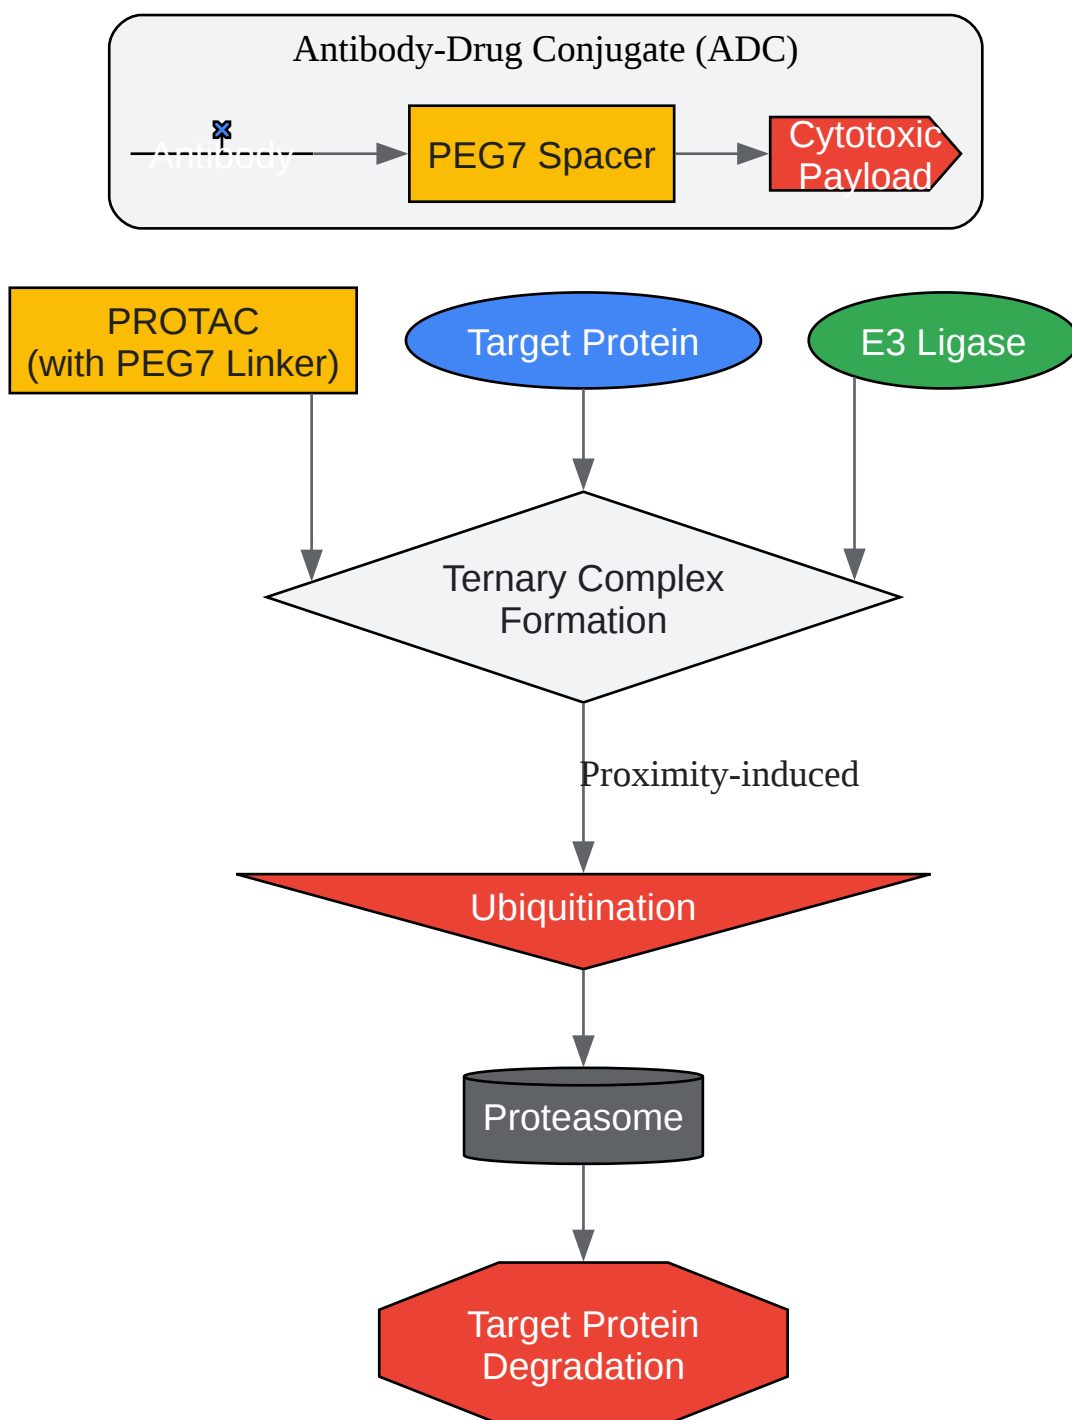 Antibody-Drug Conjugate (ADC)
Antibody
PEG7 Spacer
Cytotoxic
Payload
PROTAC
(with PEG7 Linker)
Target Protein
E3 Ligase
Ternary Complex
Formation
Proximity-induced
Ubiquitination
Proteasome
Target Protein
Degradation